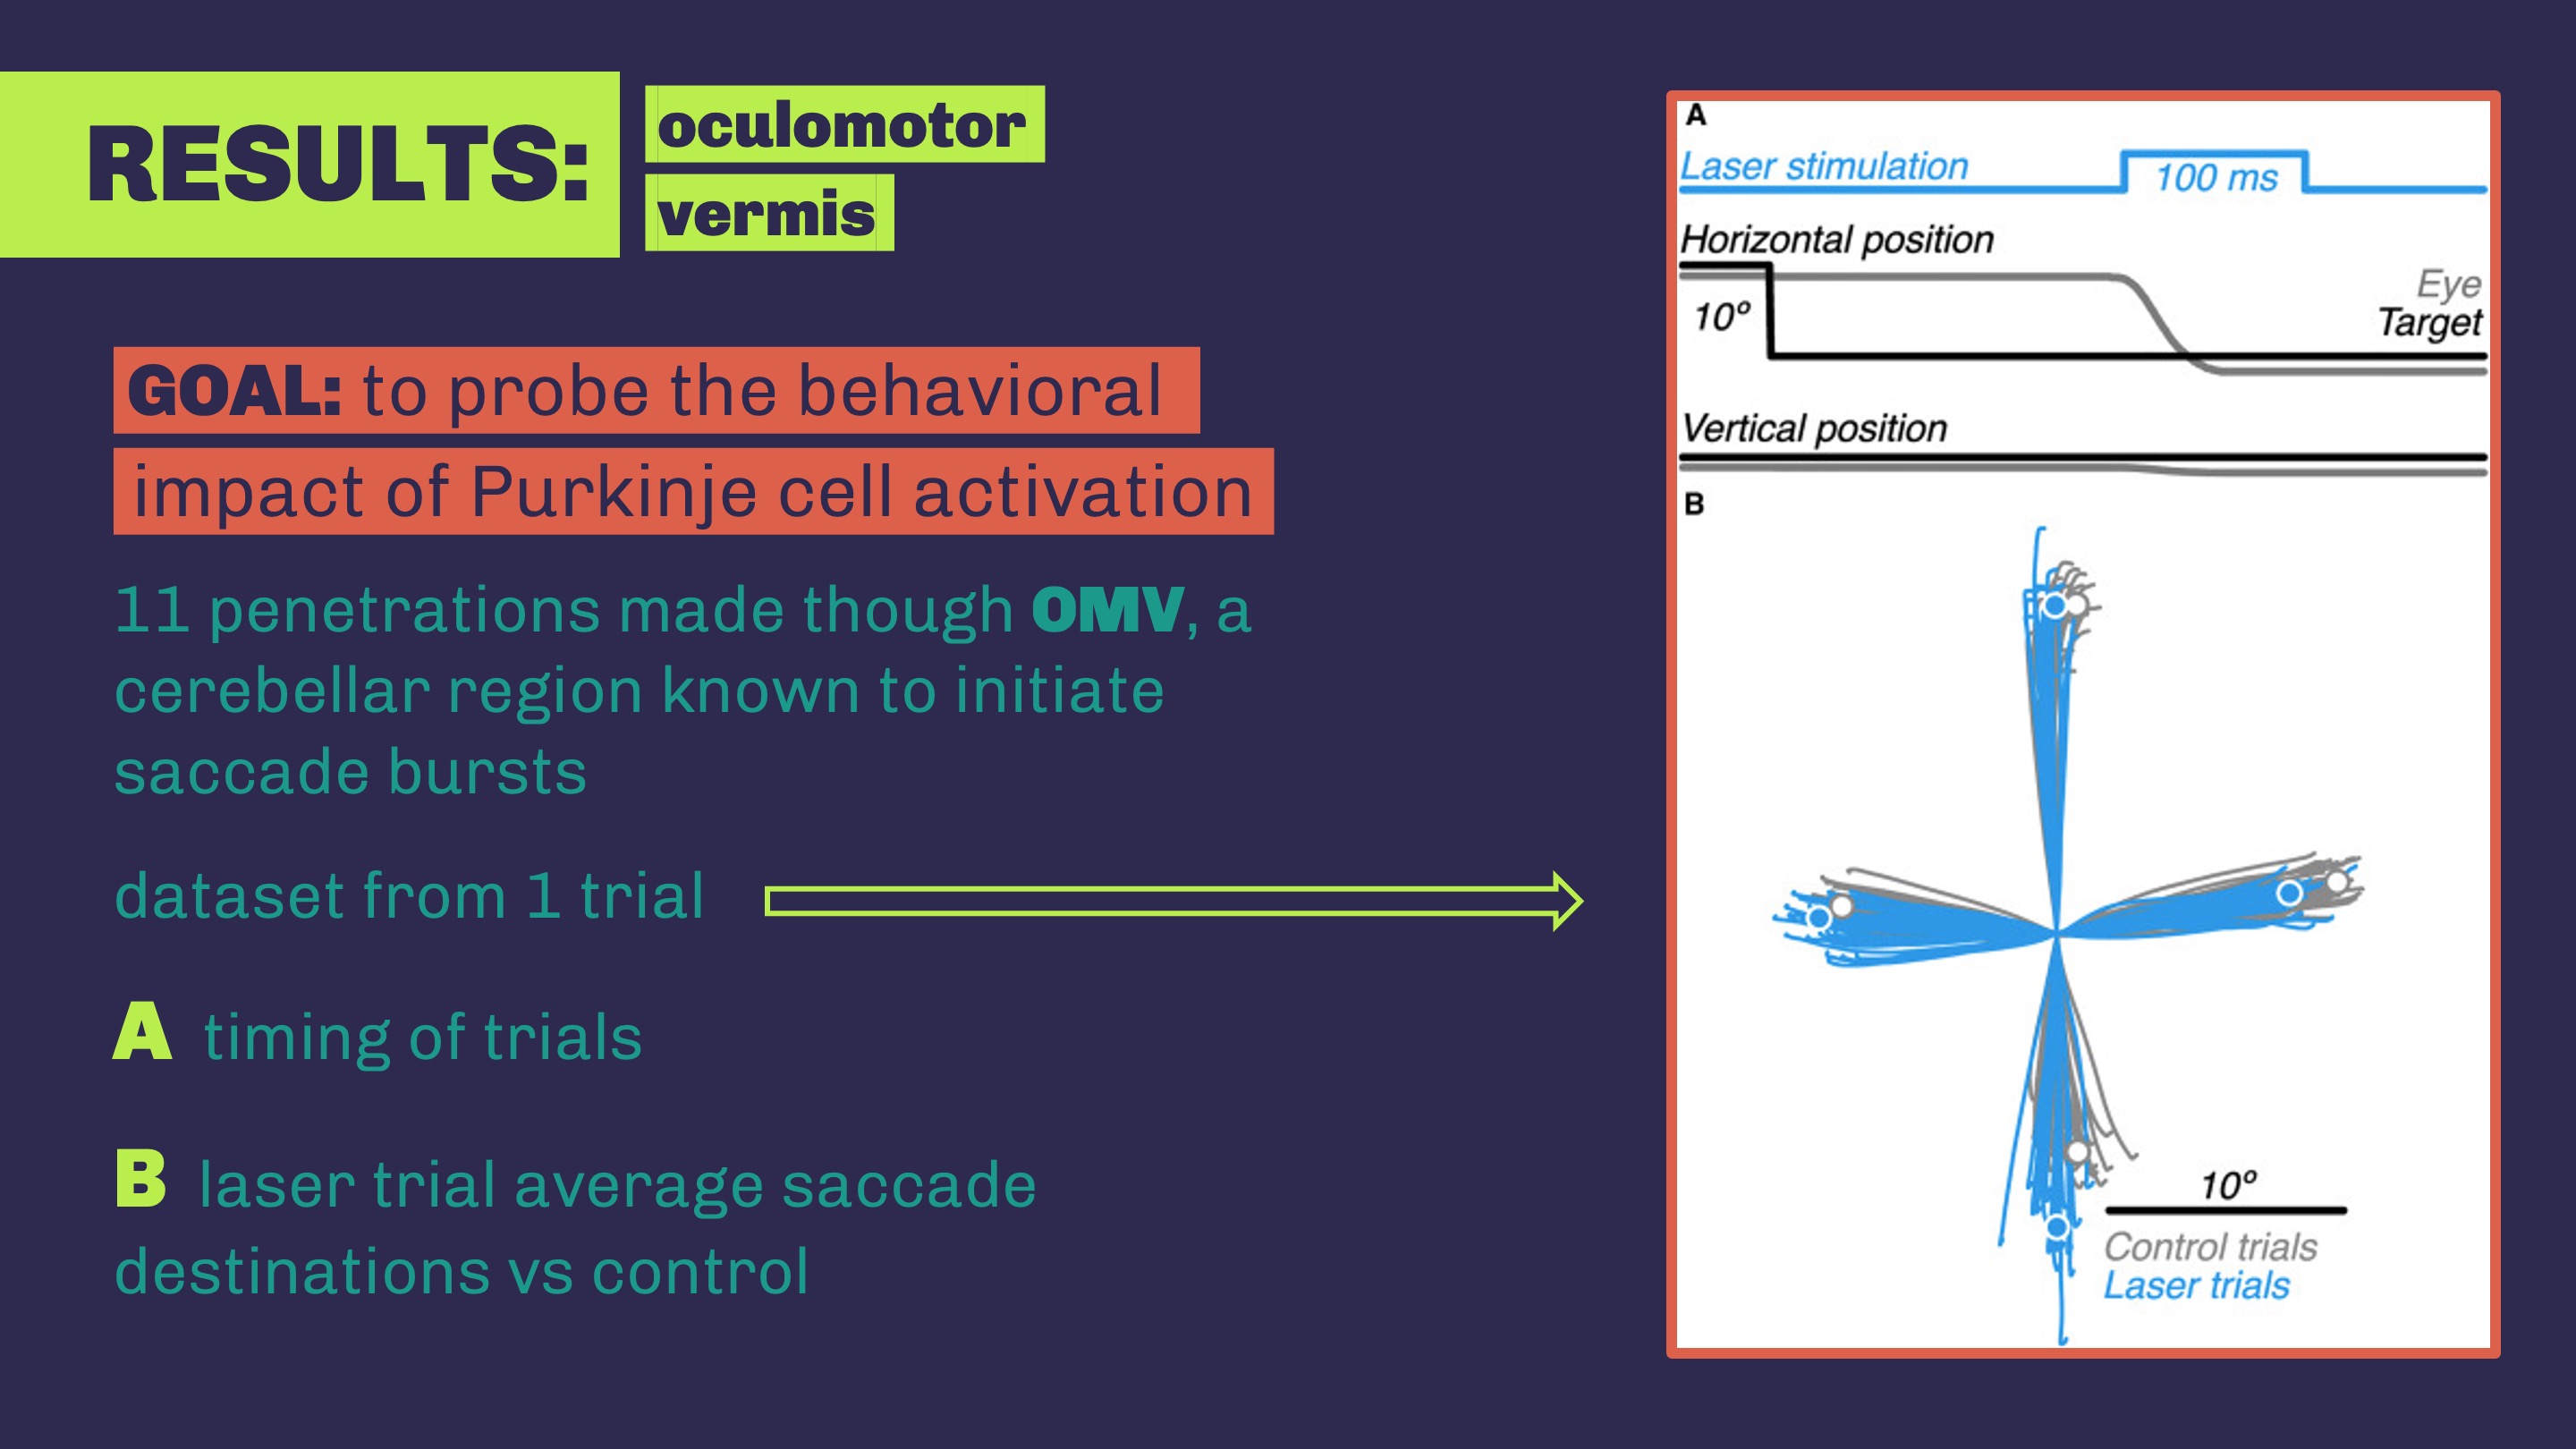 RESULTS:
oculomotor
vermis
GOAL: to probe the behavioral
impact of Purkinje cell activation
11 penetrations made though OMV, a
cerebellar region known to initiate
saccade bursts
dataset from 1 trial
A timing of trials
B laser trial average saccade
destinations vs control
A
Laser stimulation
100 ms
Horizontal position
Eye
10º
Target
Vertical position
B
10º
Control trials
Laser trials